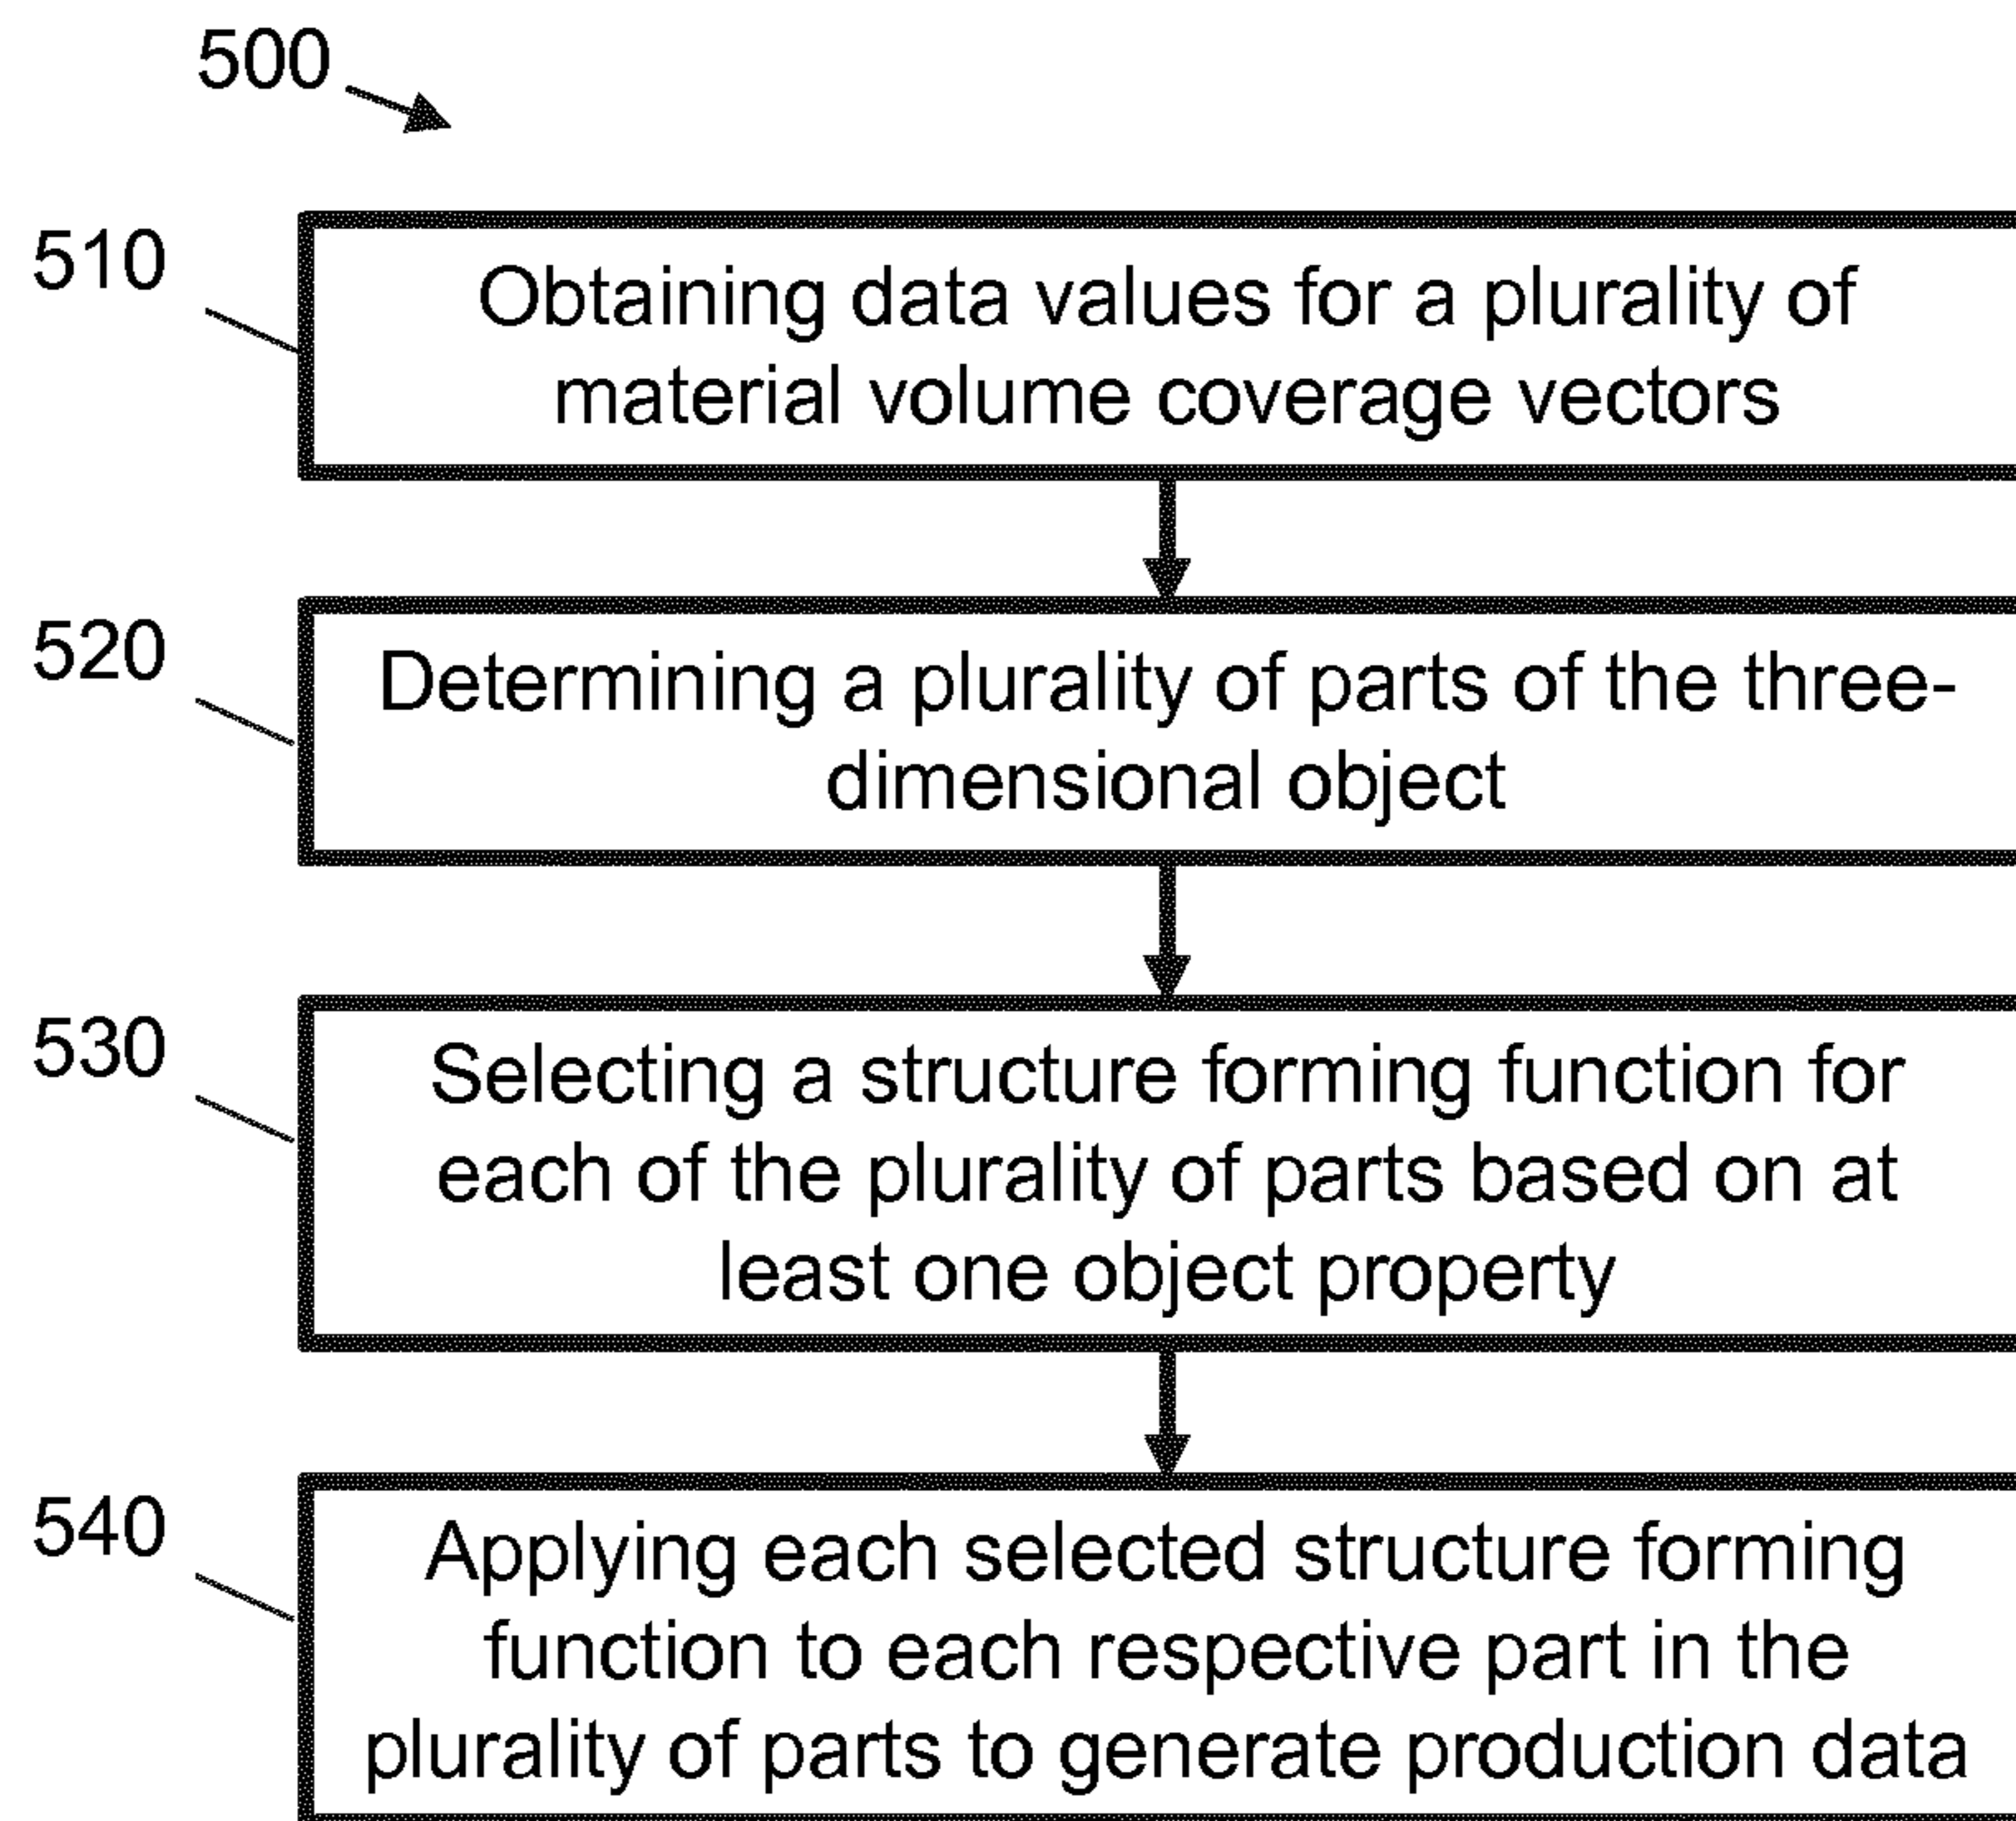 500
510
Obtaining data values for a plurality of
material volume coverage vectors
520
Determining a plurality of parts of the three-
dimensional object
530
Selecting a structure forming function for
each of the plurality of parts based on at
least one object property
540
Applying each selected structure forming
function to each respective part in the
plurality of parts to generate production data